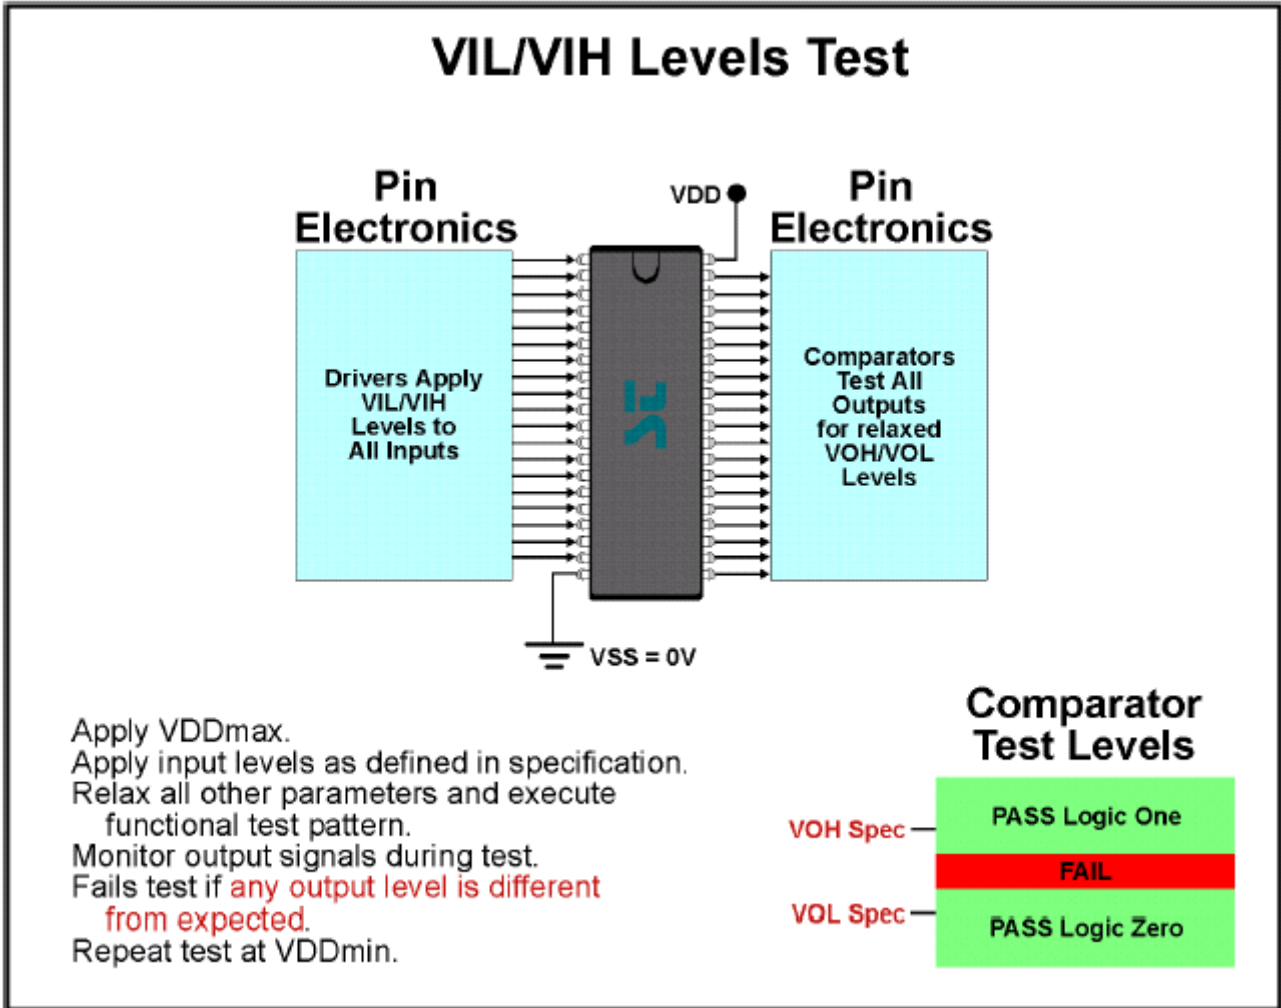 VIL/VIH Levels Test
Pin
Electronics
VDD
Pin
Electronics
Drivers Apply
VIL/VIH
Levels to
All Inputs
Comparators
Test All
Outputs
for relaxed
VOH/VOL
Levels
VSS = 0V
Apply VDDmax.
Apply input levels as defined in specification.
Relax all other parameters and execute
functional test pattern.
Monitor output signals during test.
Fails test if any output level is different
from expected.
Repeat test at VDDmin.
Comparator
Test Levels
VOH Spec
PASS Logic One
FAIL
VOL Spec
PASS Logic Zero